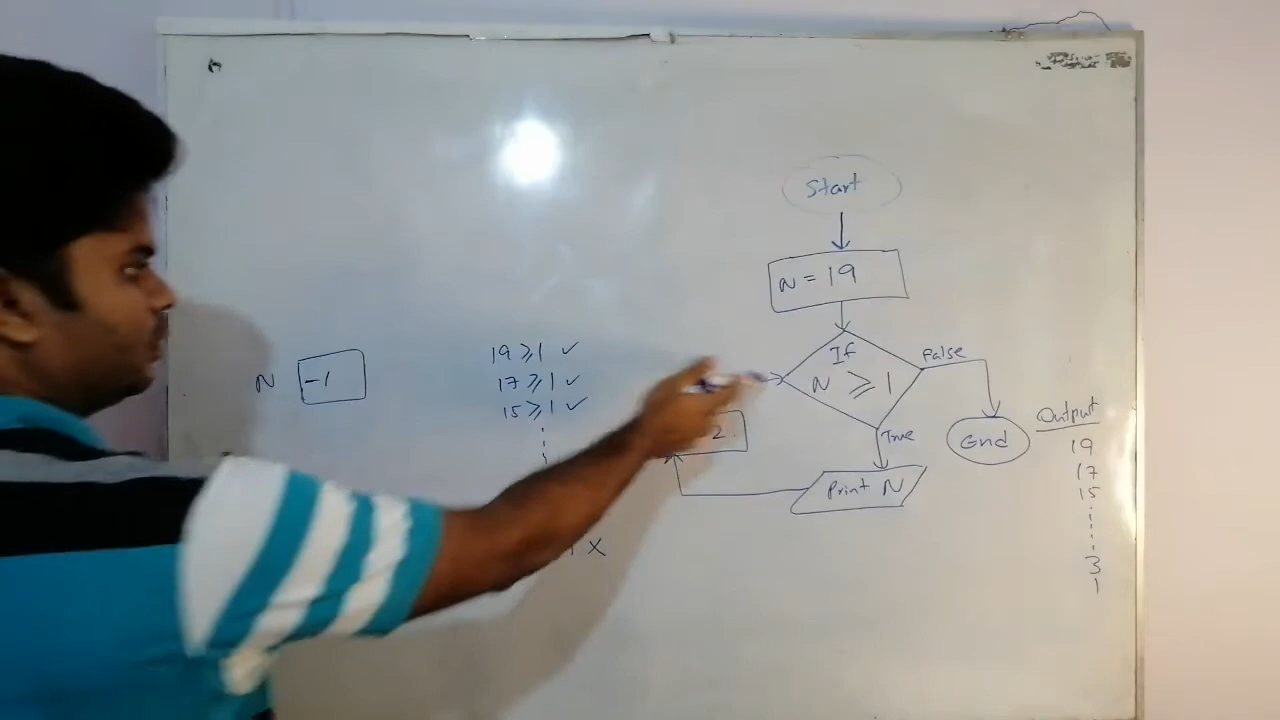 Start
N = 19
If
N ⩾ 1
False
True
End
Print N
2
N
-1
19 ⩾ 1 ✓
17 ⩾ 1 ✓
15 ⩾ 1 ✓
x
Output
19
17
15
3
1